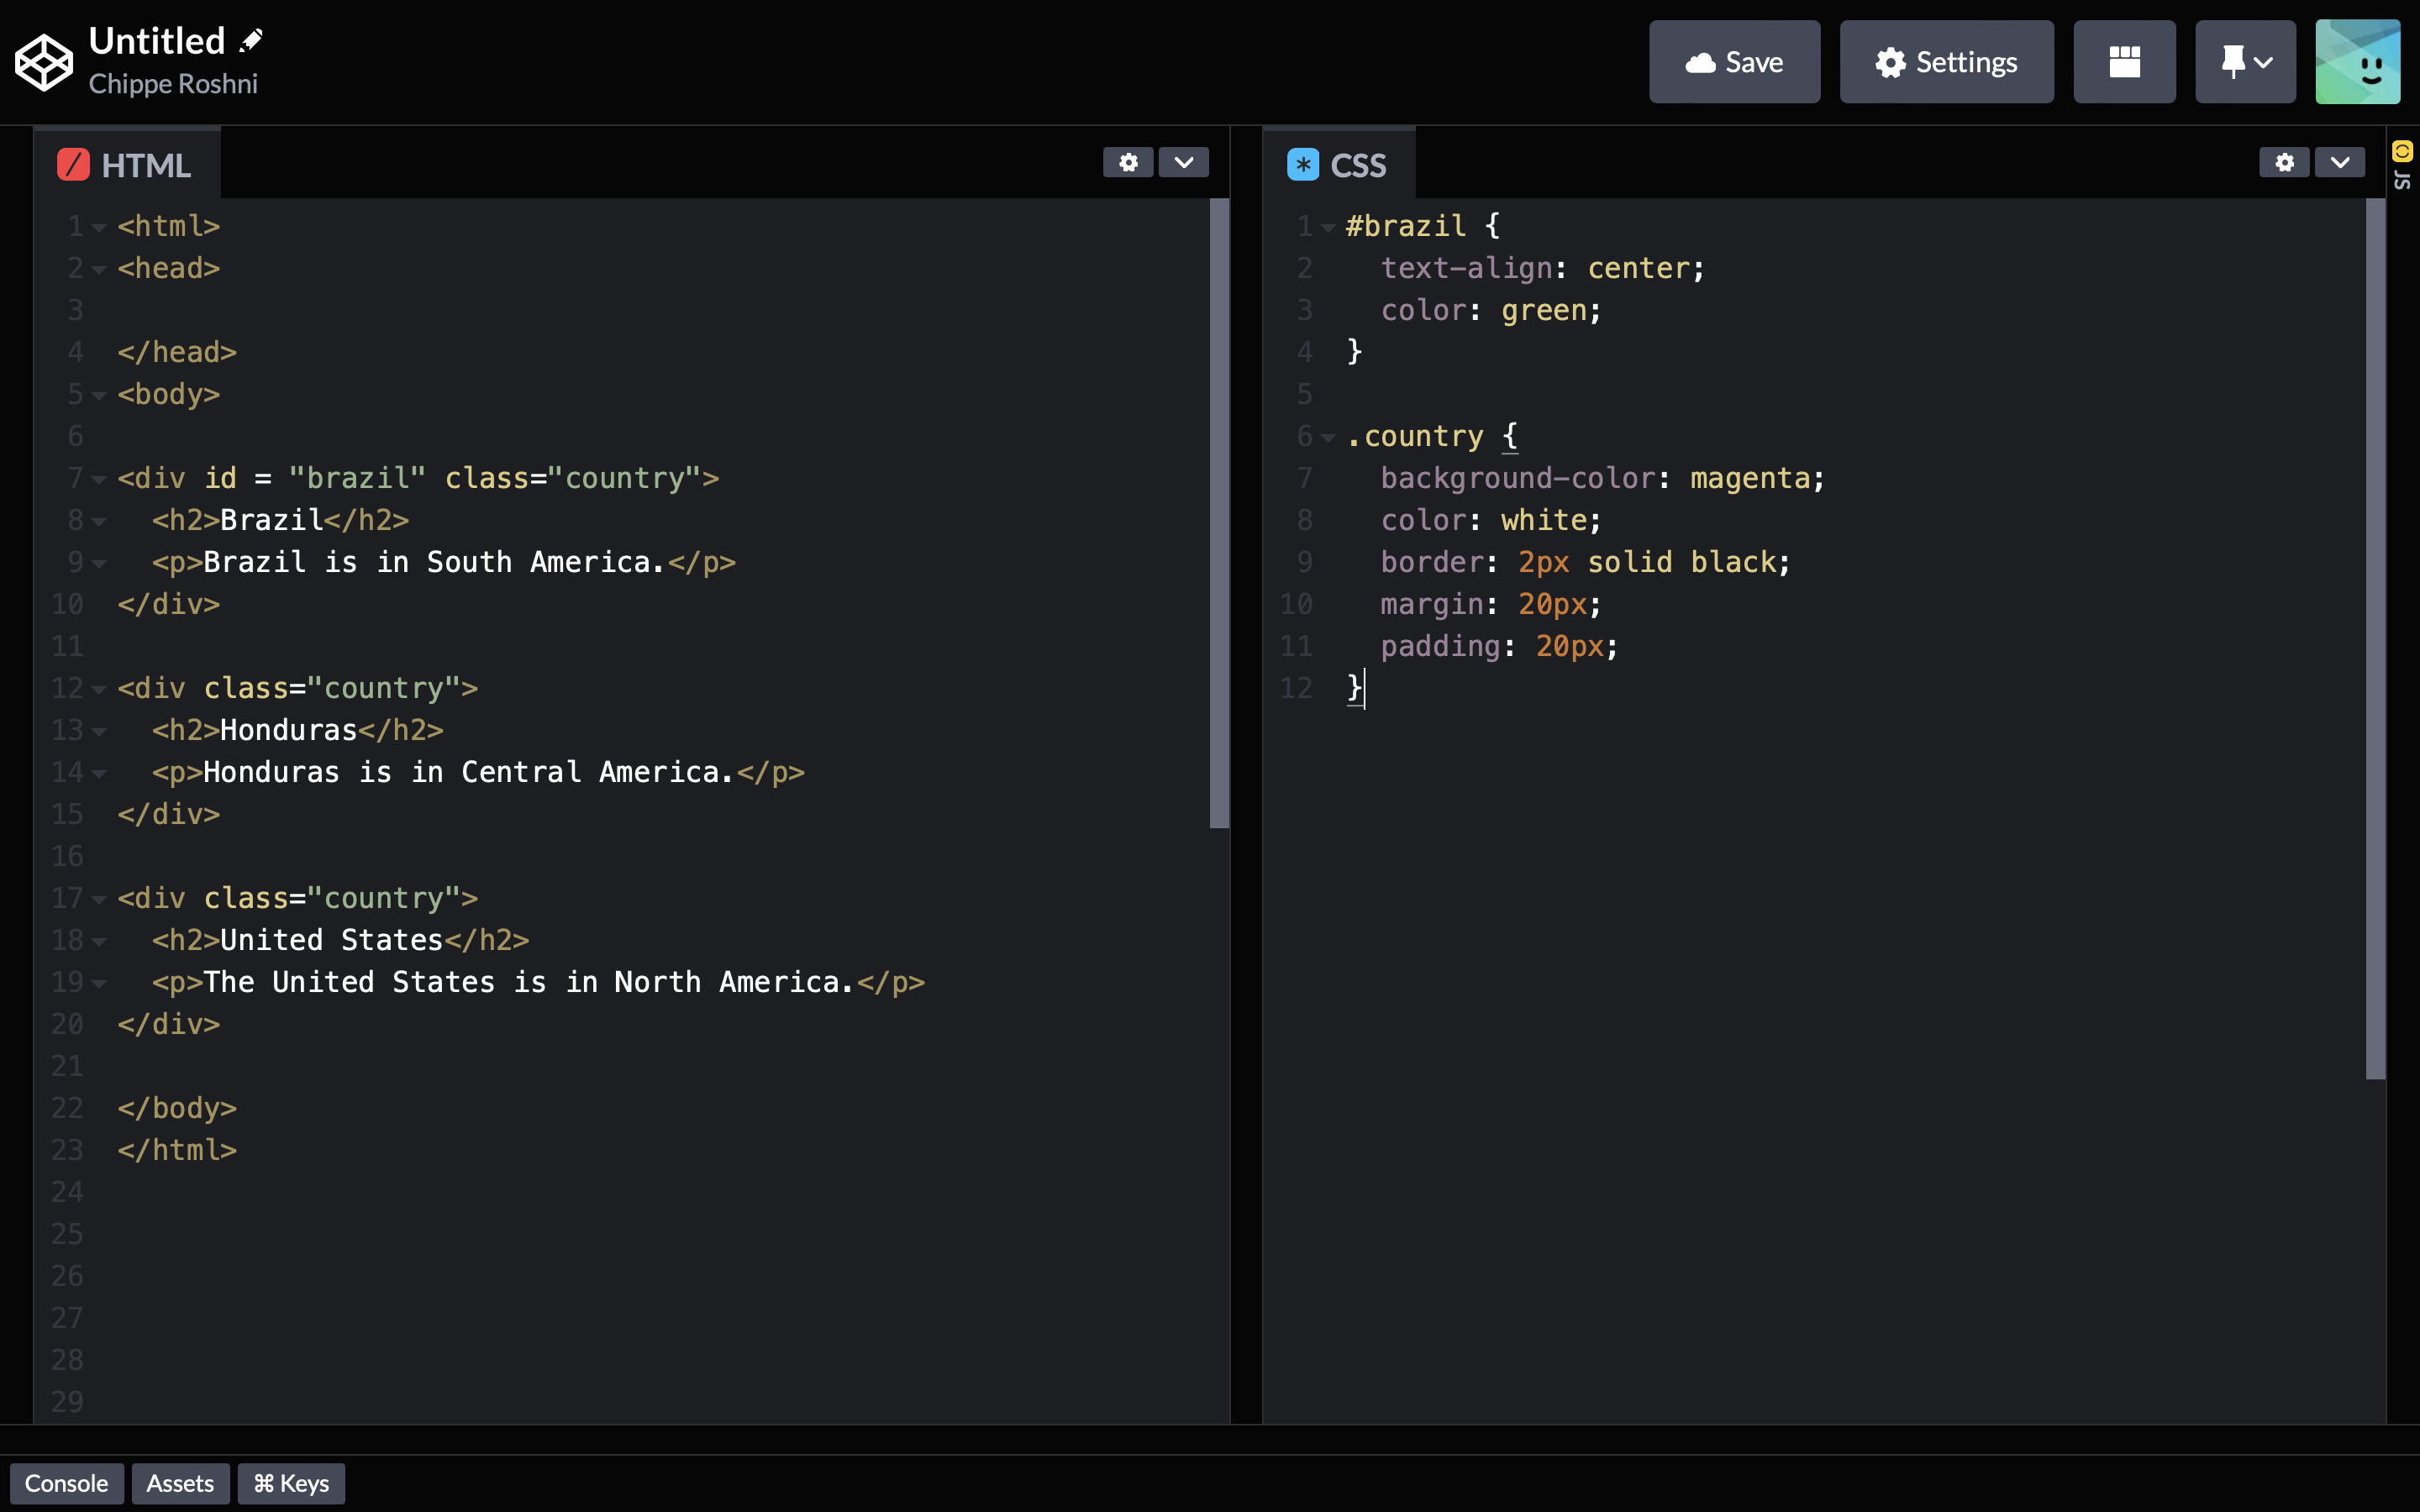 Untitled
Chippe Roshni
Save
Settings
HTML
1 <html>
2 <head>
3
4 </head>
5 <body>
6
7 <div id = "brazil" class="country">
8   <h2>Brazil</h2>
9   <p>Brazil is in South America.</p>
10 </div>
11
12 <div class="country">
13   <h2>Honduras</h2>
14   <p>Honduras is in Central America.</p>
15 </div>
16
17 <div class="country">
18   <h2>United States</h2>
19   <p>The United States is in North America.</p>
20 </div>
21
22 </body>
23 </html>
24
25
26
27
28
29
CSS
1 #brazil {
2   text-align: center;
3   color: green;
4 }
5
6 .country {
7   background-color: magenta;
8   color: white;
9   border: 2px solid black;
10   margin: 20px;
11   padding: 20px;
12 }
JS
Console
Assets
⌘ Keys